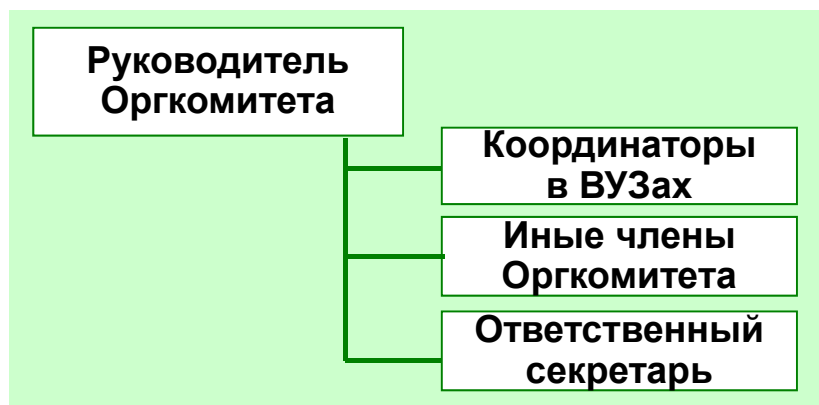 Руководитель
Оргкомитета
Координаторы
в ВУЗах
Иные члены
Оргкомитета
Ответственный
секретарь